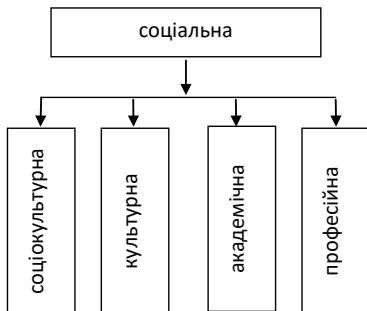 соціальна
соціокультурна
культурна
академічна
професійна